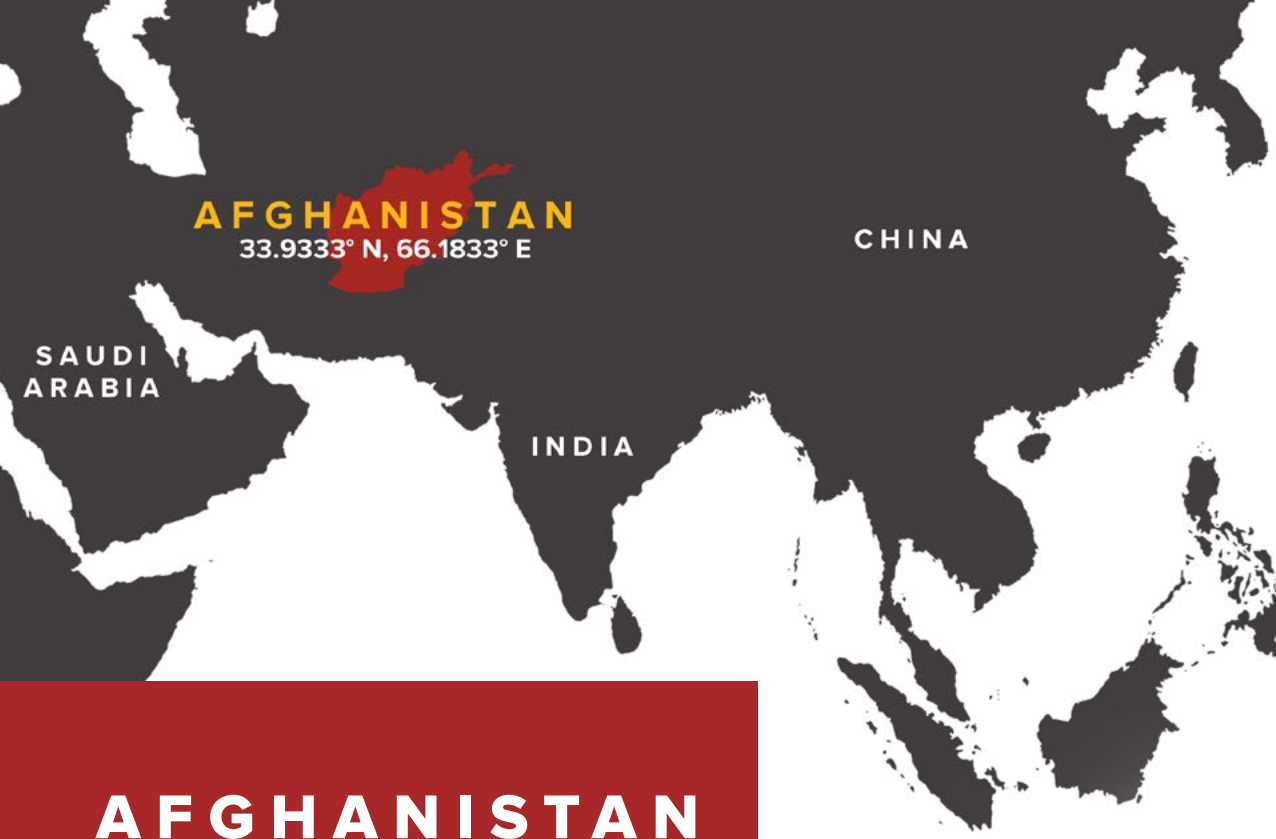 AFGHANISTAN
33.9333° N, 66.1833° E
CHINA
SAUDI
ARABIA
INDIA
AFGHANISTAN